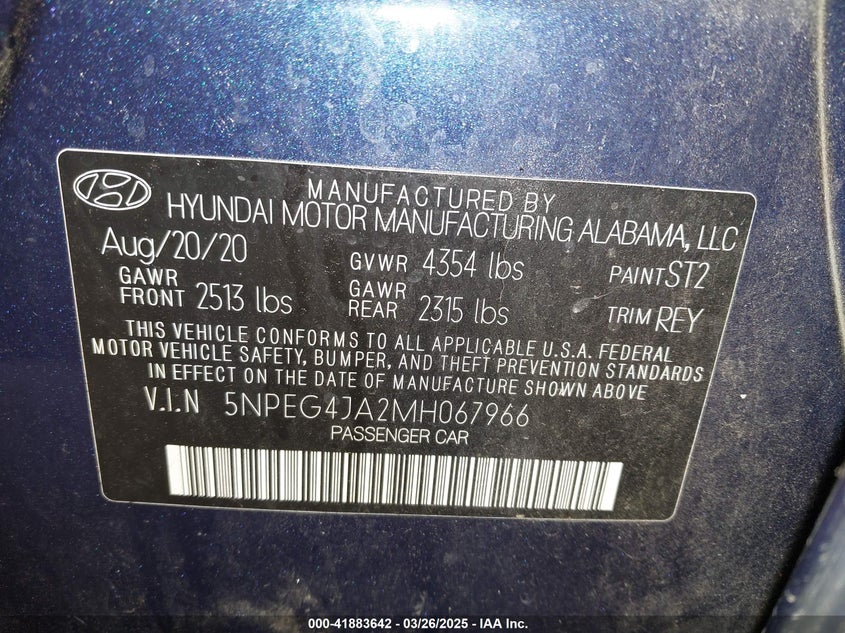 MANUFACTURED BY
HYUNDAI MOTOR MANUFACTURING ALABAMA, LLC
Aug/20/20 GVWR 4354 lbs PAINT ST2
GAWR FRONT 2513 lbs GAWR REAR 2315 lbs TRIM REY
THIS VEHICLE CONFORMS TO ALL APPLICABLE U.S.A. FEDERAL
MOTOR VEHICLE SAFETY, BUMPER, AND THEFT PREVENTION STANDARDS
IN EFFECT ON THE DATE OF MANUFACTURE SHOWN ABOVE
V.I.N 5NPEG4JA2MH067966
PASSENGER CAR
000-41883642 - 03/26/2025 - IAA Inc.